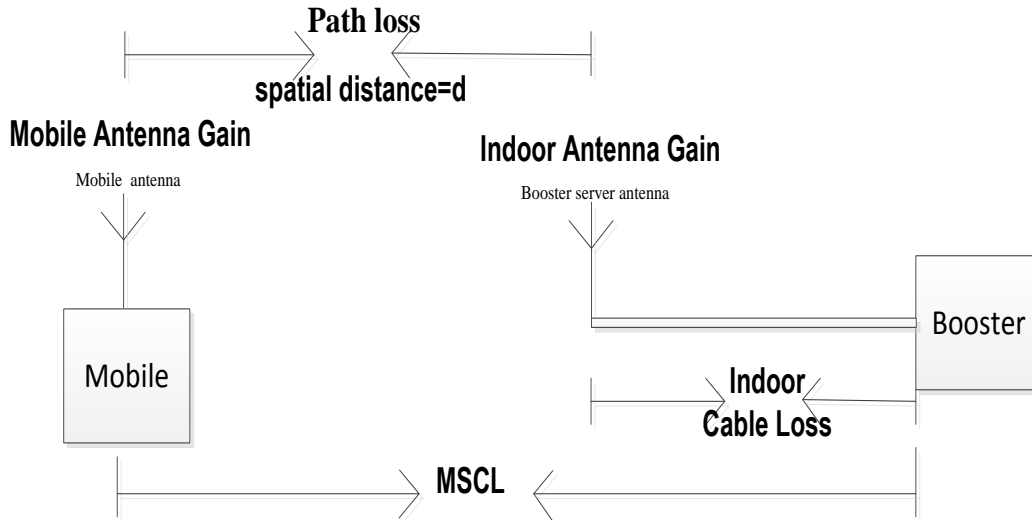 Path loss
spatial distance=d
Mobile Antenna Gain
Indoor Antenna Gain
Mobile antenna
Booster server antenna
Mobile
Booster
Indoor
Cable Loss
MSCL